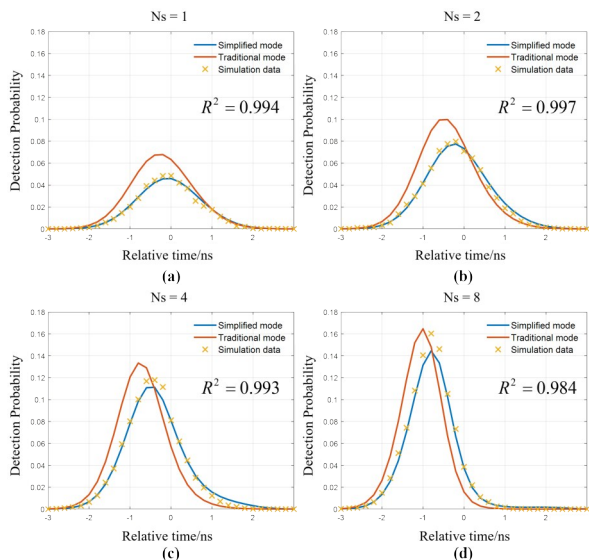 Ns = 1
Detection Probability
0.18
0.16
0.14
0.12
0.1
0.08
0.06
0.04
0.02
0
Simplified mode
Traditional mode
Simulation data
R² = 0.994
-3 -2 -1 0 1 2 3
Relative time/ns
(a)
Ns = 2
Detection Probability
0.18
0.16
0.14
0.12
0.1
0.08
0.06
0.04
0.02
0
Simplified mode
Traditional mode
Simulation data
R² = 0.997
-3 -2 -1 0 1 2 3
Relative time/ns
(b)
Ns = 4
Detection Probability
0.18
0.16
0.14
0.12
0.1
0.08
0.06
0.04
0.02
0
Simplified mode
Traditional mode
Simulation data
R² = 0.993
-3 -2 -1 0 1 2 3
Relative time/ns
(c)
Ns = 8
Detection Probability
0.18
0.16
0.14
0.12
0.1
0.08
0.06
0.04
0.02
0
Simplified mode
Traditional mode
Simulation data
R² = 0.984
-3 -2 -1 0 1 2 3
Relative time/ns
(d)